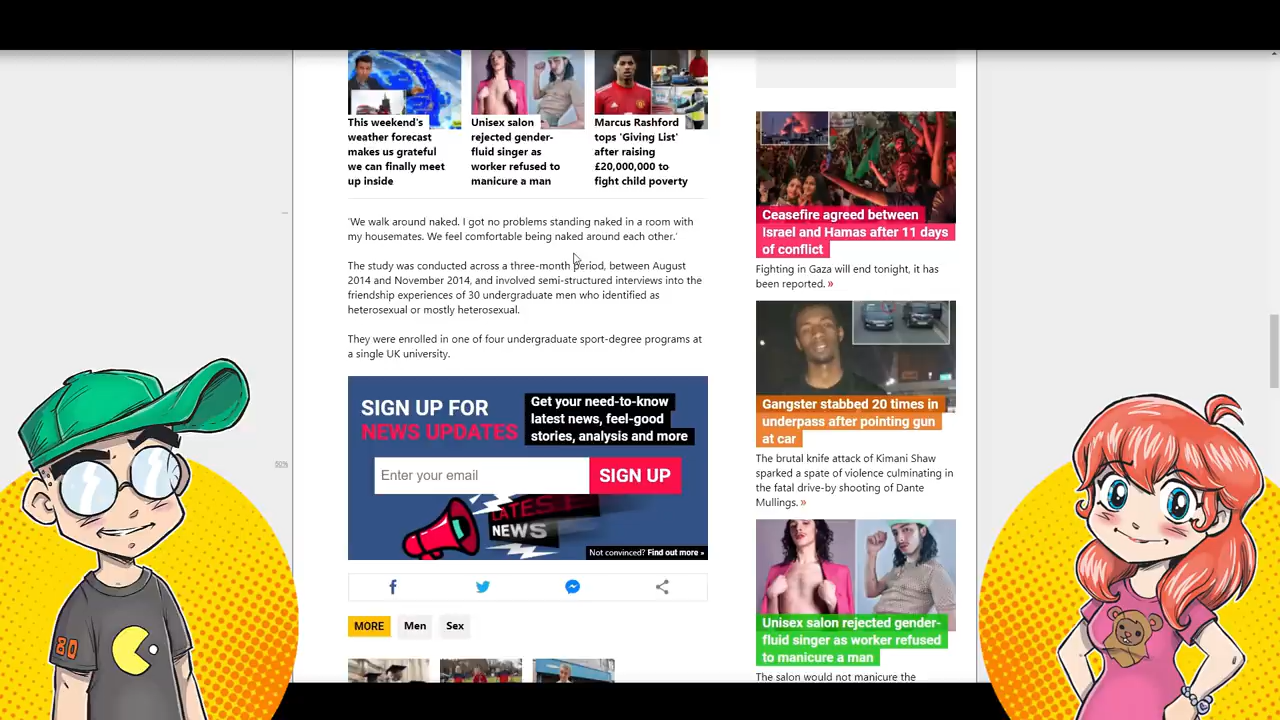 This weekend's
weather forecast
makes us grateful
we can finally meet
up inside
Unisex salon
rejected gender-
fluid singer as
worker refused to
manicure a man
Marcus Rashford
tops 'Giving List'
after raising
£20,000,000 to
fight child poverty
'We walk around naked. I got no problems standing naked in a room with
my housemates. We feel comfortable being naked around each other.'
The study was conducted across a three-month period, between August
2014 and November 2014, and involved semi-structured interviews into the
friendship experiences of 30 undergraduate men who identified as
heterosexual or mostly heterosexual.
They were enrolled in one of four undergraduate sport-degree programs at
a single UK university.
SIGN UP FOR
NEWS UPDATES
Get your need-to-know
latest news, feel-good
stories, analysis and more
Enter your email
SIGN UP
LATEST
NEWS
Not convinced? Find out more »
MORE
Men
Sex
Ceasefire agreed between
Israel and Hamas after 11 days
of conflict
Fighting in Gaza will end tonight, it has
been reported. »
Gangster stabbed 20 times in
underpass after pointing gun
at car
The brutal knife attack of Kimani Shaw
sparked a spate of violence culminating in
the fatal drive-by shooting of Dante
Mullings. »
Unisex salon rejected gender-
fluid singer as worker refused
to manicure a man
The salon would not manicure the
80